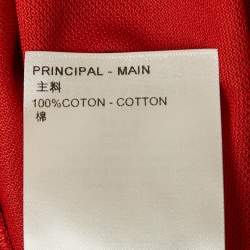 PRINCIPAL - MAIN
主料
100%COTON - COTTON
棉